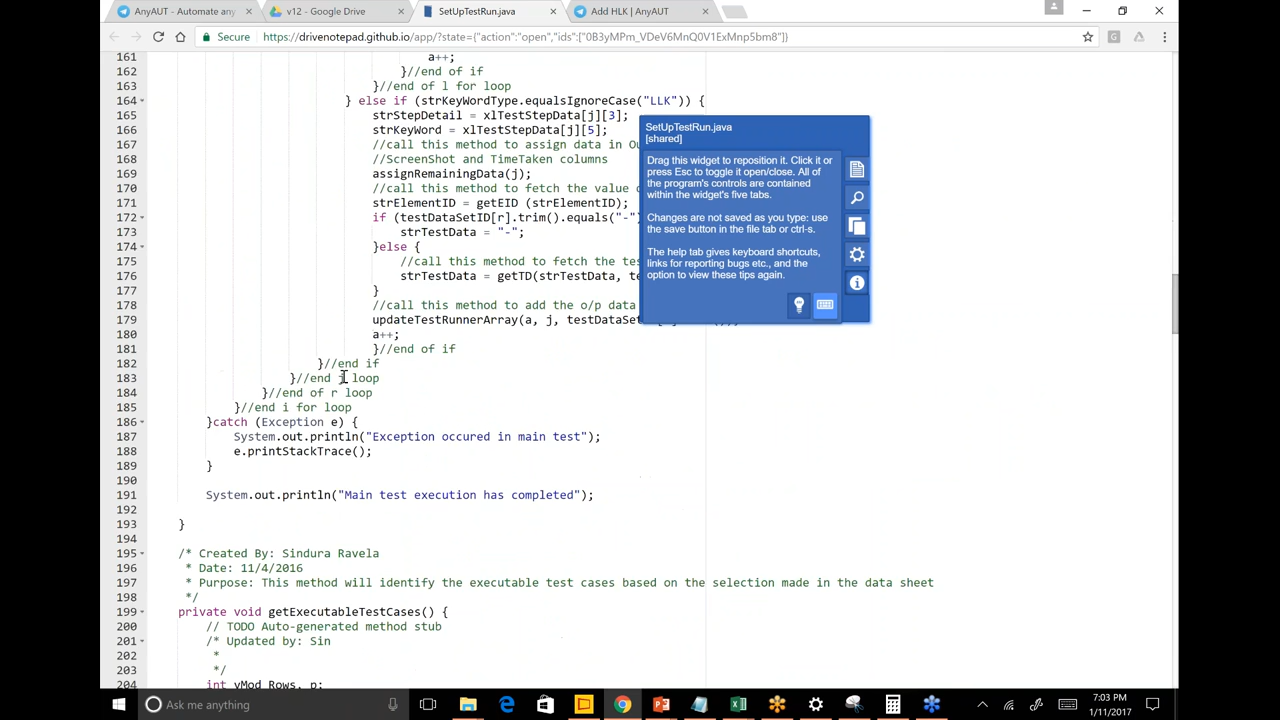 AnyAUT - Automate any
v12 - Google Drive
SetUpTestRun.java
Add HLK | AnyAUT
Secure
https://drivenotepad.github.io/app/?state={"action":"open","ids":["0B3yMPm_VDeV6MnQ0V1ExMnp5bm8"]}
161 a++;
162 }//end of if
163 }//end of l for loop
164 } else if (strKeyWordType.equalsIgnoreCase("LLK")) {
165 strStepDetail = xlTestStepData[j][3];
166 strKeyWord = xlTestStepData[j][5];
167 //call this method to assign data in Ou
168 //ScreenShot and TimeTaken columns
169 assignRemainingData(j);
170 //call this method to fetch the value o
171 strElementID = getEID (strElementID);
172 if (testDataSetID[r].trim().equals("-")
173 strTestData = "-";
174 }else {
175 //call this method to fetch the tes
176 strTestData = getTD(strTestData, te
177 }
178 //call this method to add the o/p data
179 updateTestRunnerArray(a, j, testDataSet
180 a++;
181 }//end of if
182 }//end if
183 }//end j loop
184 }//end of r loop
185 }//end i for loop
186 }catch (Exception e) {
187 System.out.println("Exception occured in main test");
188 e.printStackTrace();
189 }
190
191 System.out.println("Main test execution has completed");
192
193 }
194
195 /* Created By: Sindura Ravela
196 * Date: 11/4/2016
197 * Purpose: This method will identify the executable test cases based on the selection made in the data sheet
198 */
199 private void getExecutableTestCases() {
200 // TODO Auto-generated method stub
201 /* Updated by: Sin
202 *
203 */
204 int yMod_Rows, p;
SetUpTestRun.java
[shared]
Drag this widget to reposition it. Click it or
press Esc to toggle it open/close. All of
the program's controls are contained
within the widget's five tabs.
Changes are not saved as you type: use
the save button in the file tab or ctrl-s.
The help tab gives keyboard shortcuts,
links for reporting bugs etc., and the
option to view these tips again.
Ask me anything
7:03 PM
1/11/2017